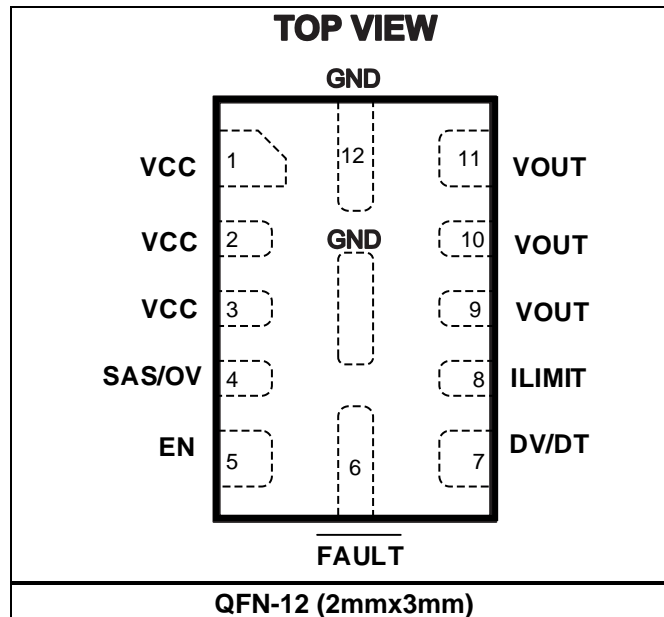 TOP VIEW
GND
VCC 1 12 11 VOUT
VCC 2 GND 10 VOUT
VCC 3 9 VOUT
SAS/OV 4 8 ILIMIT
EN 5 6 7 DV/DT
FAULT
QFN-12 (2mmx3mm)